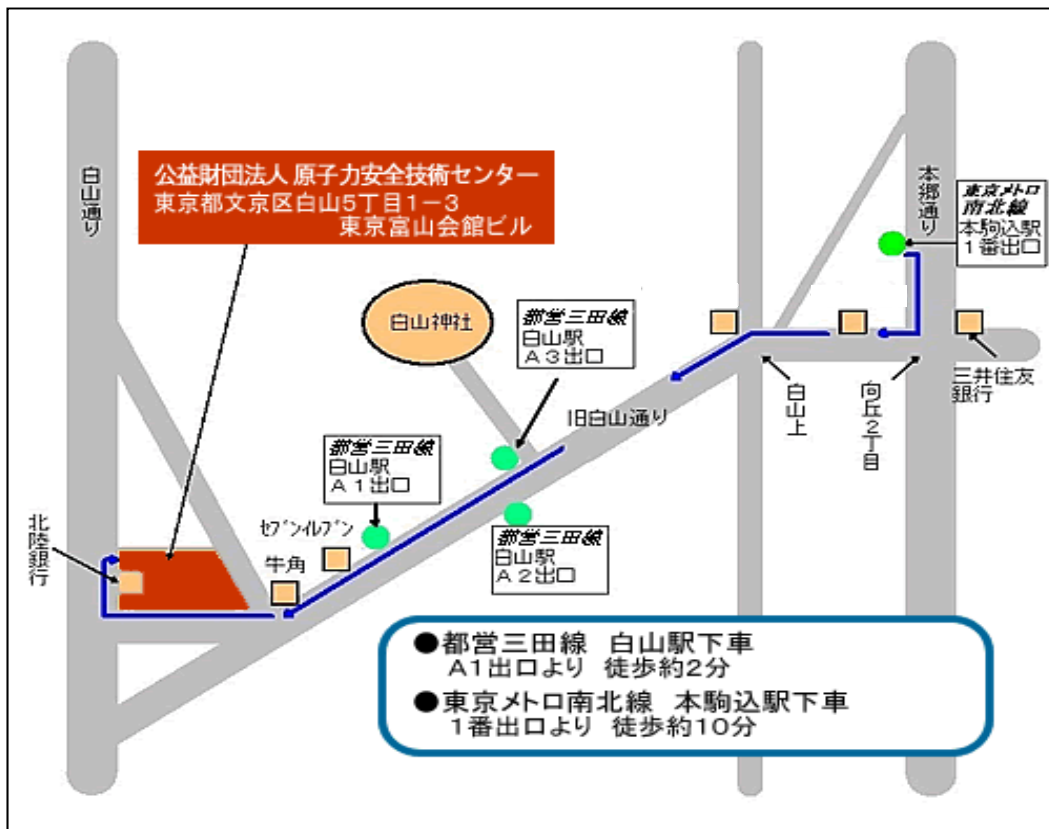 白山通り
公益財団法人 原子力安全技術センター
東京都文京区白山5丁目1-3
東京富山会館ビル
本郷通り
東京メトロ
南北線
本駒込駅
1番出口
白山神社
都営三田線
白山駅
A3出口
三井住友
銀行
白山上
向丘2丁目
旧白山通り
都営三田線
白山駅
A1出口
セブンイレブン
牛角
北陸銀行
都営三田線
白山駅
A2出口
●都営三田線 白山駅下車
A1出口より 徒歩約2分
●東京メトロ南北線 本駒込駅下車
1番出口より 徒歩約10分